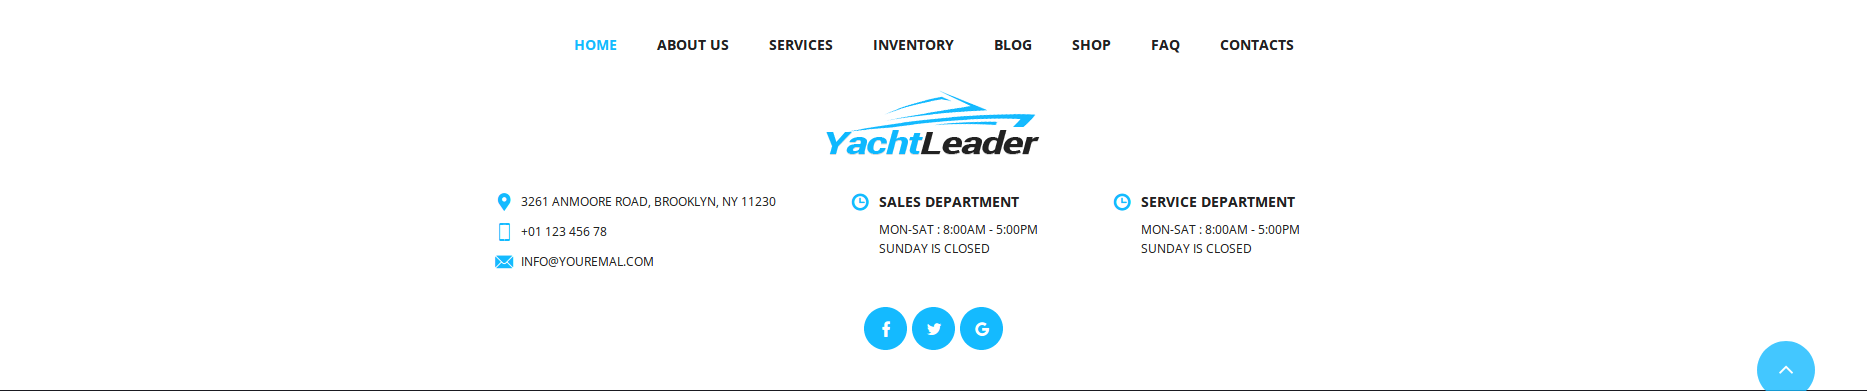 HOME ABOUT US SERVICES INVENTORY BLOG SHOP FAQ CONTACTS
YachtLeader
3261 ANMOORE ROAD, BROOKLYN, NY 11230
+01 123 456 78
INFO@YOUREMAL.COM
SALES DEPARTMENT
MON-SAT : 8:00AM - 5:00PM
SUNDAY IS CLOSED
SERVICE DEPARTMENT
MON-SAT : 8:00AM - 5:00PM
SUNDAY IS CLOSED